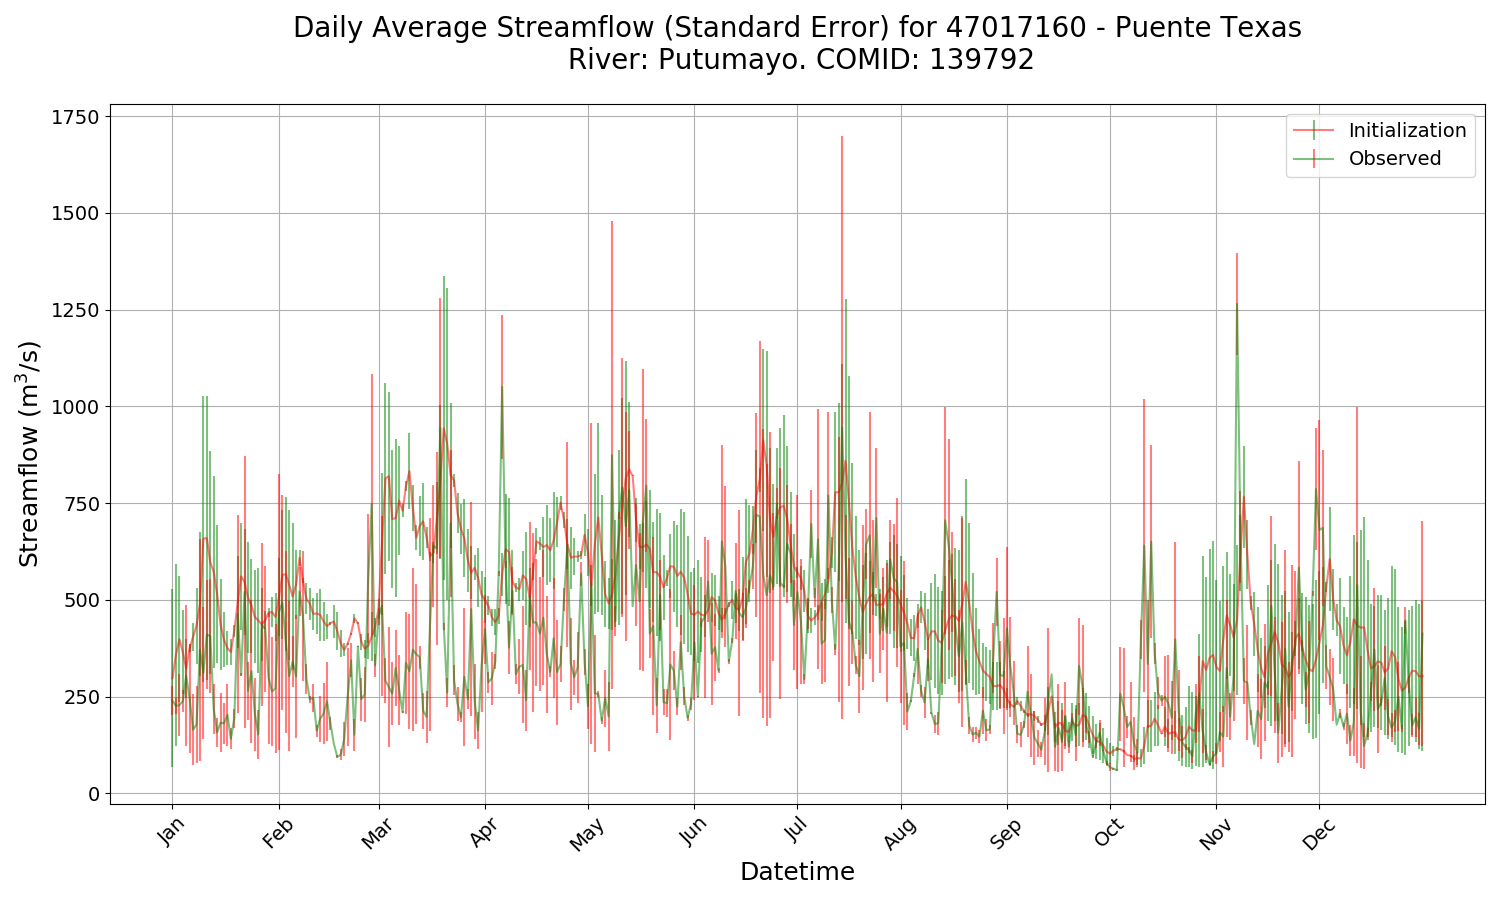 Daily Average Streamflow (Standard Error) for 47017160 - Puente Texas
River: Putumayo. COMID: 139792
Initialization
Observed
Streamflow (m³/s)
1750
1500
1250
1000
750
500
250
0
Jan
Feb
Mar
Apr
May
Jun
Jul
Aug
Sep
Oct
Nov
Dec
Datetime